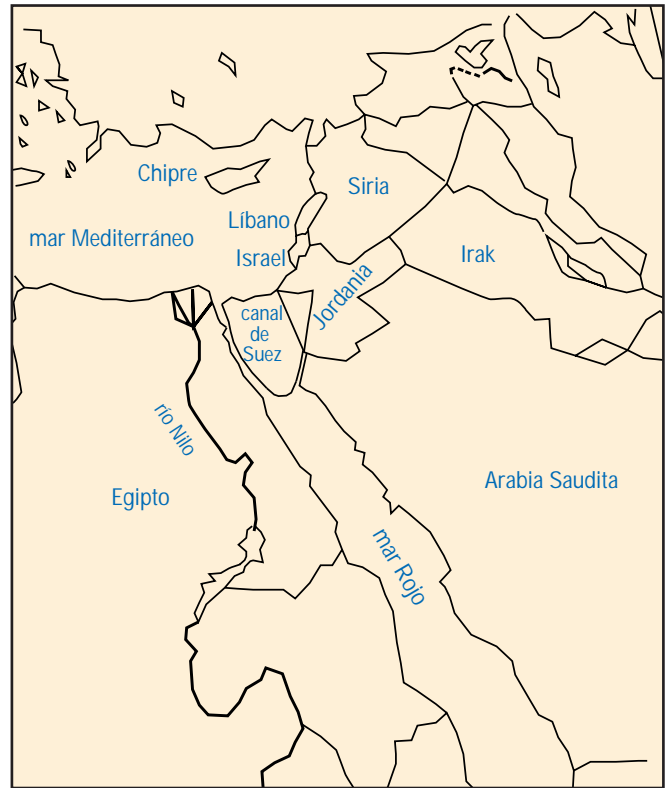 Chipre
Siria
Líbano
mar Mediterráneo
Israel
Irak
Jordania
canal
de
Suez
río Nilo
Egipto
Arabia Saudita
mar Rojo